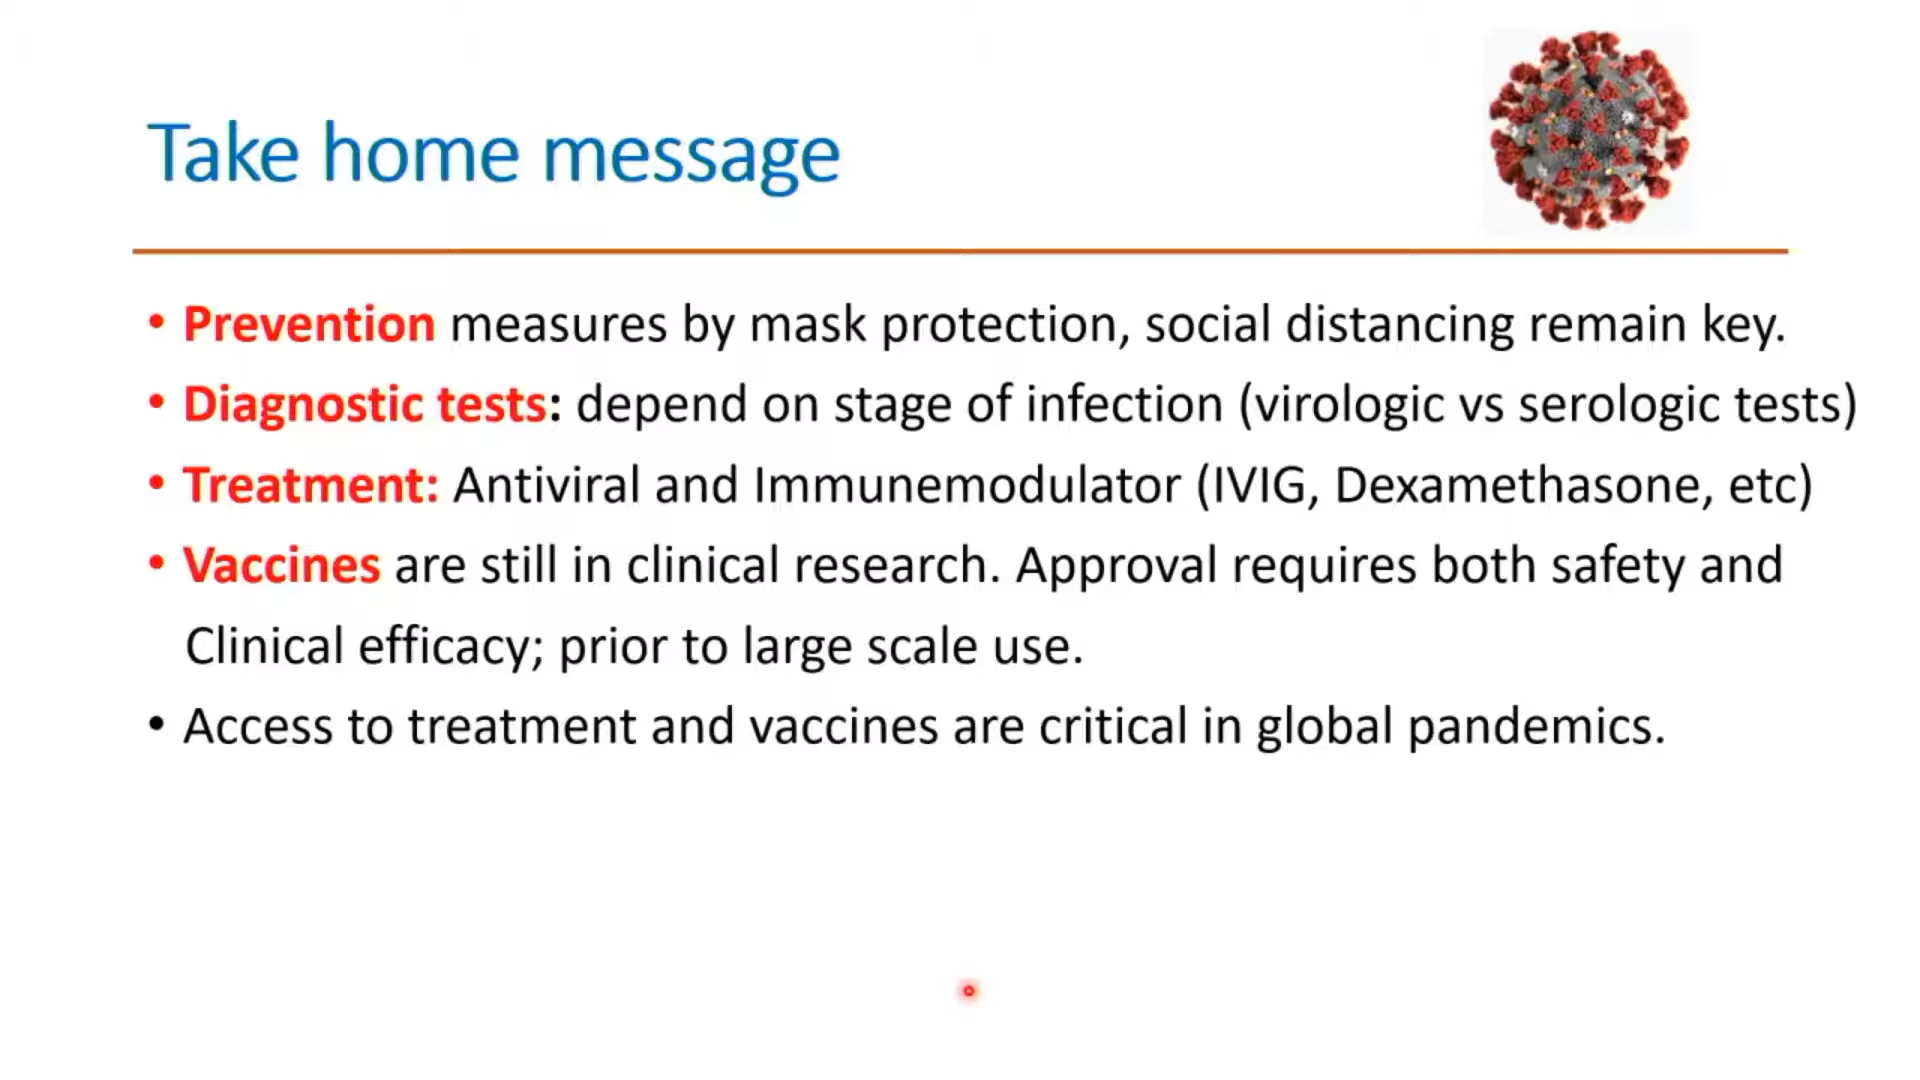 Take home message
• Prevention measures by mask protection, social distancing remain key.
• Diagnostic tests: depend on stage of infection (virologic vs serologic tests)
• Treatment: Antiviral and Immunemodulator (IVIG, Dexamethasone, etc)
• Vaccines are still in clinical research. Approval requires both safety and
Clinical efficacy; prior to large scale use.
• Access to treatment and vaccines are critical in global pandemics.